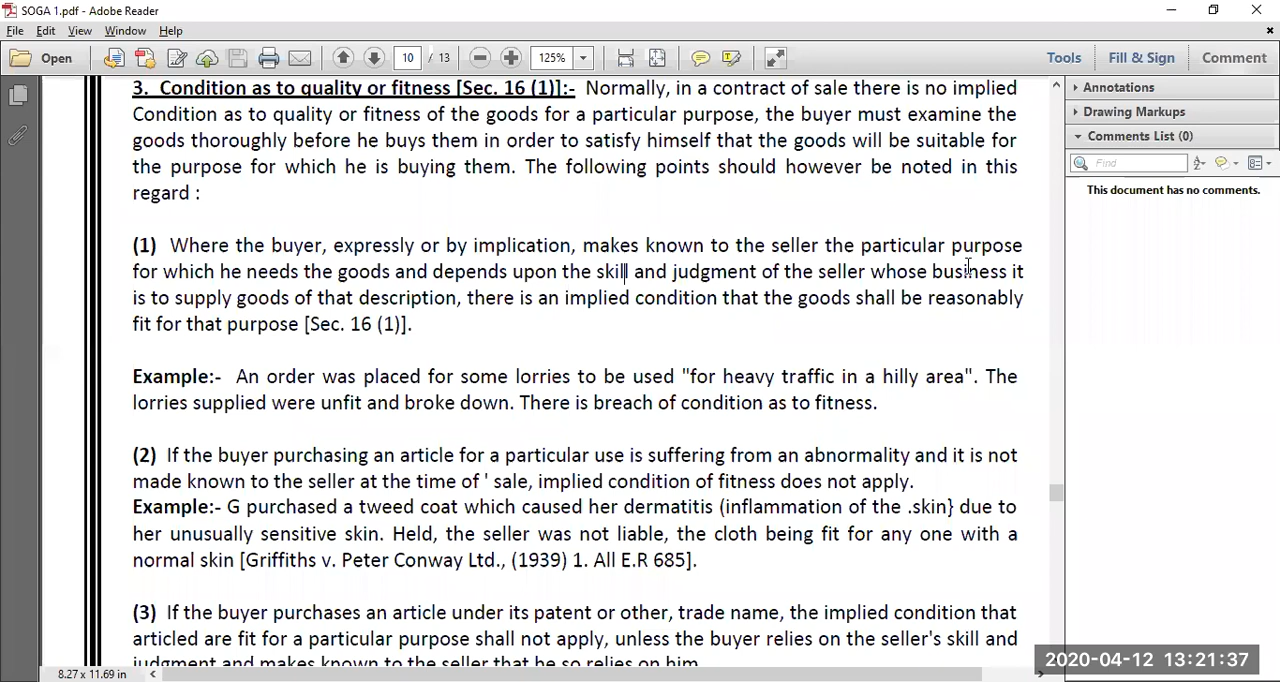 SOGA 1.pdf - Adobe Reader
File Edit View Window Help
Open 10 / 13 125% Tools Fill & Sign Comment
3. Condition as to quality or fitness [Sec. 16 (1)]:- Normally, in a contract of sale there is no implied
Condition as to quality or fitness of the goods for a particular purpose, the buyer must examine the
goods thoroughly before he buys them in order to satisfy himself that the goods will be suitable for
the purpose for which he is buying them. The following points should however be noted in this
regard :
(1) Where the buyer, expressly or by implication, makes known to the seller the particular purpose
for which he needs the goods and depends upon the skill and judgment of the seller whose business it
is to supply goods of that description, there is an implied condition that the goods shall be reasonably
fit for that purpose [Sec. 16 (1)].
Example:- An order was placed for some lorries to be used "for heavy traffic in a hilly area". The
lorries supplied were unfit and broke down. There is breach of condition as to fitness.
(2) If the buyer purchasing an article for a particular use is suffering from an abnormality and it is not
made known to the seller at the time of ' sale, implied condition of fitness does not apply.
Example:- G purchased a tweed coat which caused her dermatitis (inflammation of the .skin} due to
her unusually sensitive skin. Held, the seller was not liable, the cloth being fit for any one with a
normal skin [Griffiths v. Peter Conway Ltd., (1939) 1. All E.R 685].
(3) If the buyer purchases an article under its patent or other, trade name, the implied condition that
articled are fit for a particular purpose shall not apply, unless the buyer relies on the seller's skill and
judgment and makes known to the seller that he so relies on him.
Annotations
Drawing Markups
Comments List (0)
Find
This document has no comments.
8.27 x 11.69 in
2020-04-12 13:21:37